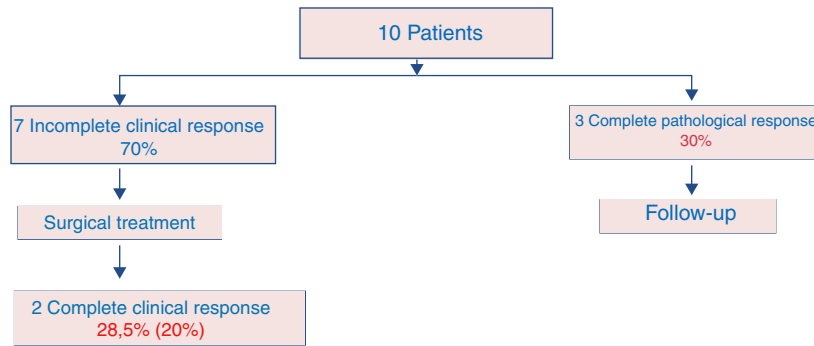 10 Patients
7 Incomplete clinical response
70%
3 Complete pathological response
30%
Surgical treatment
Follow-up
2 Complete clinical response
28,5% (20%)